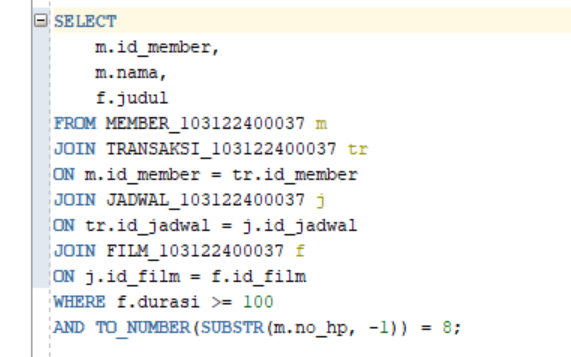 SELECT
m.id_member,
m.nama,
f.judul
FROM MEMBER_103122400037 m
JOIN TRANSAKSI_103122400037 tr
ON m.id_member = tr.id_member
JOIN JADWAL_103122400037 j
ON tr.id_jadwal = j.id_jadwal
JOIN FILM_103122400037 f
ON j.id_film = f.id_film
WHERE f.durasi >= 100
AND TO_NUMBER(SUBSTR(m.no_hp, -1)) = 8;